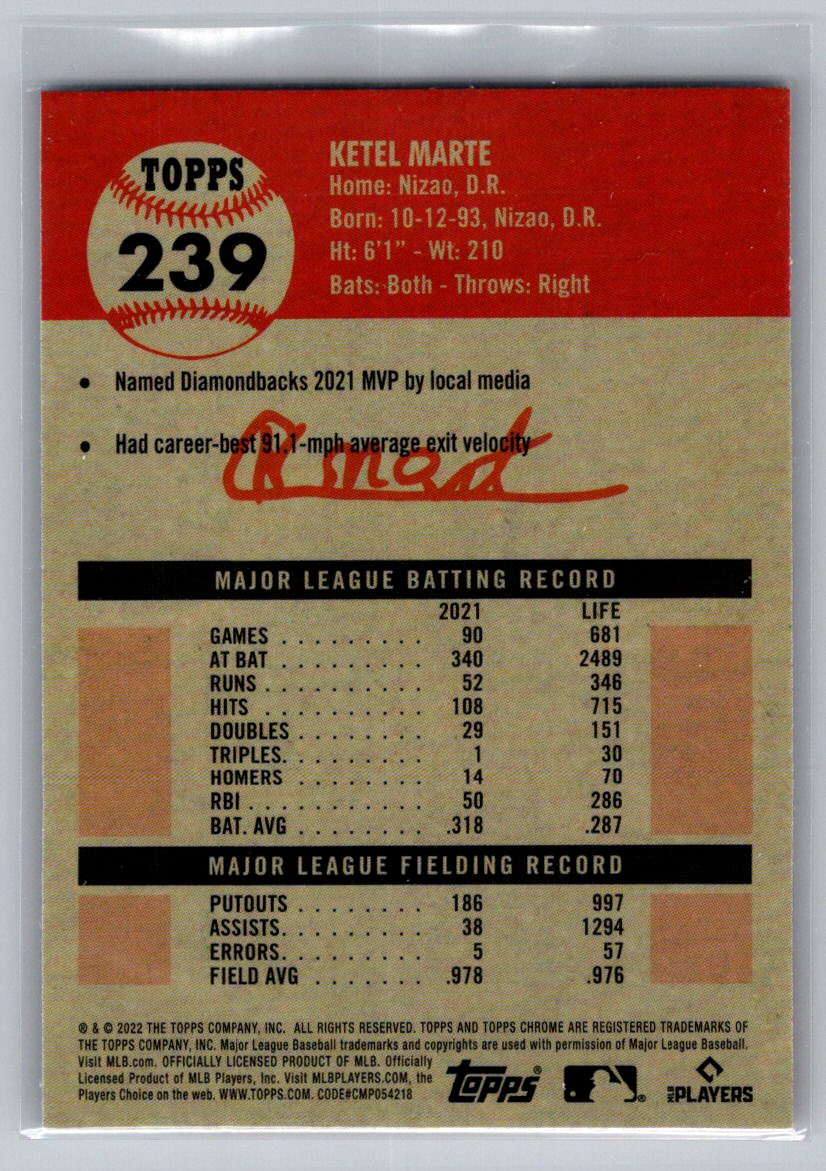 TOPPS
239
KETEL MARTE
Home: Nizao, D.R.
Born: 10-12-93, Nizao, D.R.
Ht: 6'1" - Wt: 210
Bats: Both - Throws: Right
• Named Diamondbacks 2021 MVP by local media
• Had career-best 91.1-mph average exit velocity
MAJOR LEAGUE BATTING RECORD
2021 LIFE
GAMES . . . . . . . . . 90 681
AT BAT . . . . . . . . . 340 2489
RUNS . . . . . . . . . . 52 346
HITS . . . . . . . . . . 108 715
DOUBLES . . . . . . . . 29 151
TRIPLES. . . . . . . . . 1 30
HOMERS . . . . . . . . 14 70
RBI . . . . . . . . . . . 50 286
BAT. AVG . . . . . . . . .318 .287
MAJOR LEAGUE FIELDING RECORD
PUTOUTS . . . . . . . . 186 997
ASSISTS. . . . . . . . . 38 1294
ERRORS. . . . . . . . . 5 57
FIELD AVG . . . . . . . .978 .976
® & © 2022 THE TOPPS COMPANY, INC. ALL RIGHTS RESERVED. TOPPS AND TOPPS CHROME ARE REGISTERED TRADEMARKS OF
THE TOPPS COMPANY, INC. Major League Baseball trademarks and copyrights are used with permission of Major League Baseball.
Visit MLB.com. OFFICIALLY LICENSED PRODUCT OF MLB. Officially
Licensed Product of MLB Players, Inc. Visit MLBPLAYERS.COM, the
Players Choice on the web. WWW.TOPPS.COM. CODE#CMP054218
topps®
MLB PLAYERS